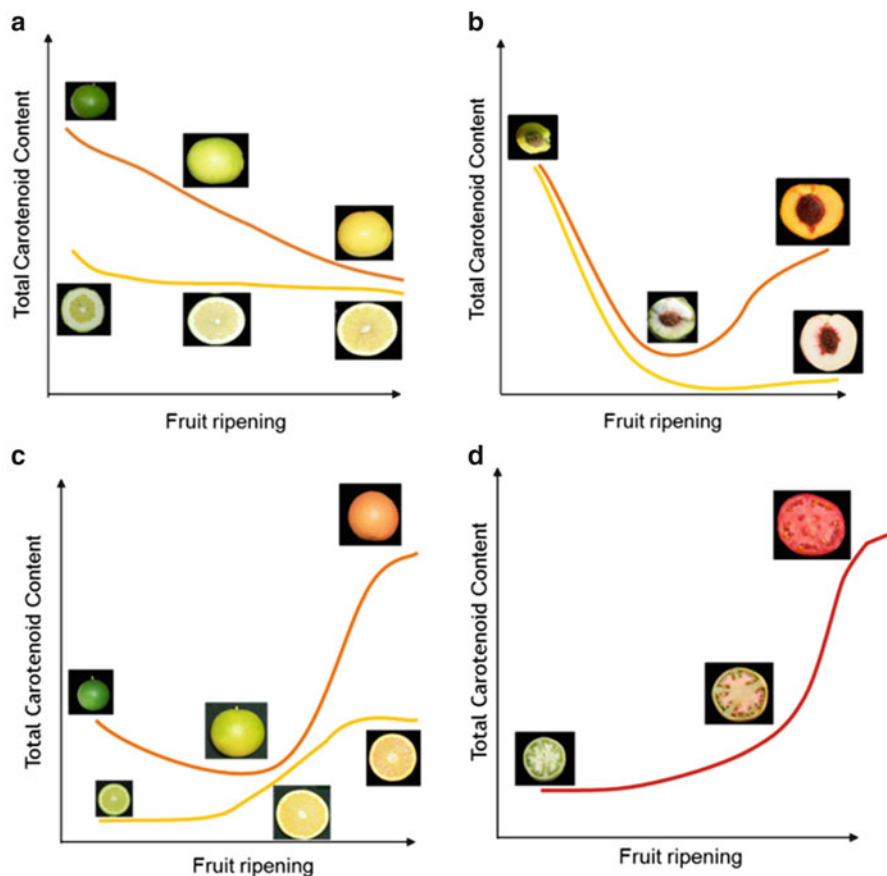 a
Total Carotenoid Content
Fruit ripening
b
Total Carotenoid Content
Fruit ripening
c
Total Carotenoid Content
Fruit ripening
d
Total Carotenoid Content
Fruit ripening